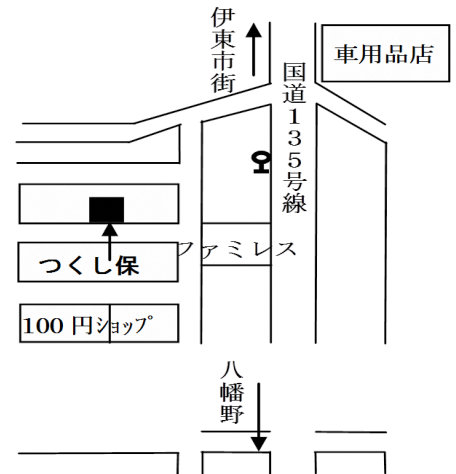 伊東市街
車用品店
国道135号線
ファミレス
つくし保
100円ショップ
八幡野